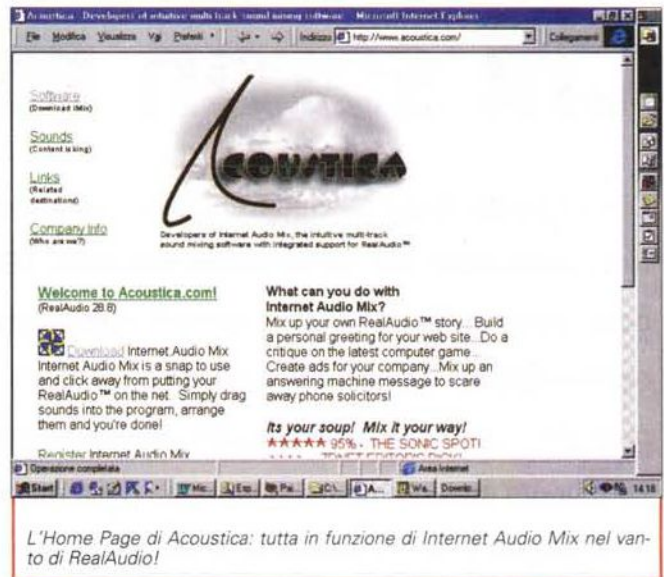 Acoustica - Developers of intuitive multi-track sound mixing software - Microsoft Internet Explorer
File Modifica Visualizza Vai Preferiti
Indirizzo http://www.acoustica.com/ Collegamenti
Software
(Download iMix)
Sounds
(Content is king)
Links
(Related
destinations)
Company Info
(Who are we?)
ACOUSTICA
Developers of Internet Audio Mix, the intuitive multi-track
sound mixing software with integrated support for RealAudio™
Welcome to Acoustica.com!
(RealAudio 28.8)
Download Internet Audio Mix
Internet Audio Mix is a snap to use
and click away from putting your
RealAudio™ on the net. Simply drag
sounds into the program, arrange
them and you're done!
Register Internet Audio Mix
What can you do with
Internet Audio Mix?
Mix up your own RealAudio™ story...Build
a personal greeting for your web site...Do a
critique on the latest computer game...
Create ads for your company...Mix up an
answering machine message to scare
away phone solicitors!
Its your soup! Mix it your way!
★★★★★ 95% - THE SONIC SPOT!
Operazione completata Area Internet
Start Mic... Esp... Pai... C:\... A... Wa... Downlo... 14.18
L'Home Page di Acoustica: tutta in funzione di Internet Audio Mix nel van-
to di RealAudio!